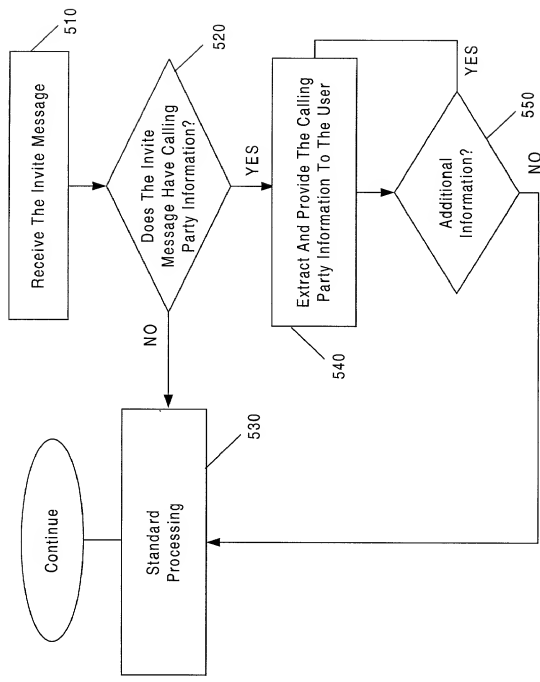 510
Receive The Invite Message
520
Does The Invite
Message Have Calling
Party Information?
NO
YES
530
Standard
Processing
Continue
540
Extract And Provide The Calling
Party Information To The User
YES
550
Additional
Information?
NO